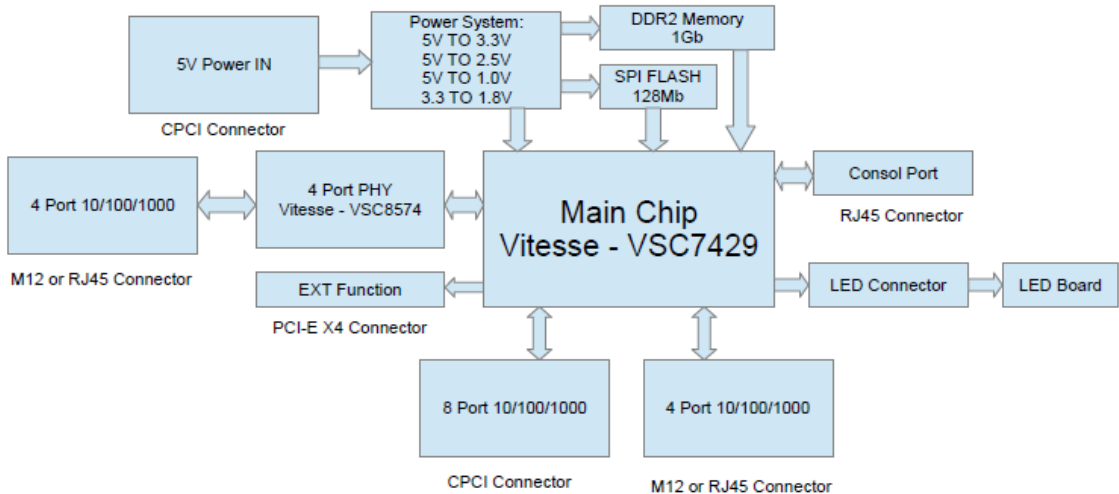 Power System:
5V TO 3.3V
5V TO 2.5V
5V TO 1.0V
3.3 TO 1.8V
DDR2 Memory
1Gb
5V Power IN
SPI FLASH
128Mb
CPCI Connector
4 Port 10/100/1000
4 Port PHY
Vitesse - VSC8574
Main Chip
Vitesse - VSC7429
Consol Port
RJ45 Connector
M12 or RJ45 Connector
EXT Function
PCI-E X4 Connector
LED Connector
LED Board
8 Port 10/100/1000
4 Port 10/100/1000
CPCI Connector
M12 or RJ45 Connector